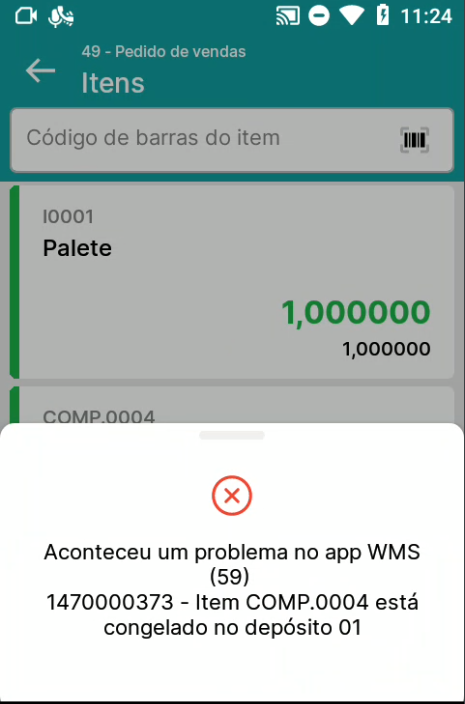 11:24
49 - Pedido de vendas
Itens
Código de barras do item
I0001
Palete
1,000000
1,000000
COMP.0004
Aconteceu um problema no app WMS
(59)
1470000373 - Item COMP.0004 está
congelado no depósito 01